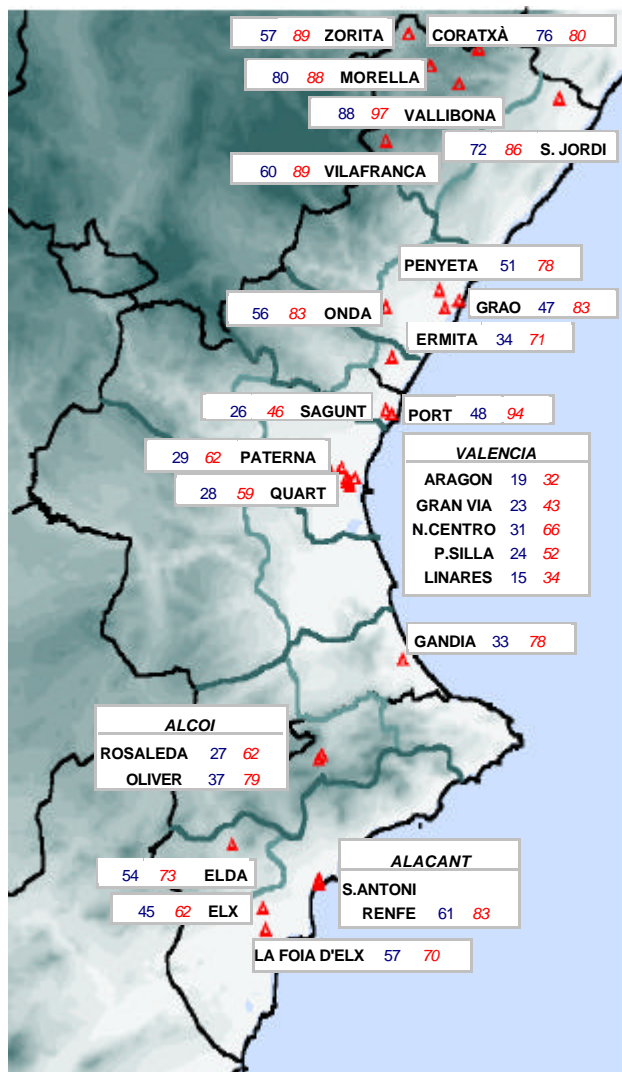 57 89 ZORITA
CORATXÀ 76 80
80 88 MORELLA
88 97 VALLIBONA
72 86 S. JORDI
60 89 VILAFRANCA
PENYETA 51 78
56 83 ONDA
GRAO 47 83
ERMITA 34 71
26 46 SAGUNT
PORT 48 94
29 62 PATERNA
28 59 QUART
VALENCIA
ARAGON 19 32
GRAN VIA 23 43
N.CENTRO 31 66
P.SILLA 24 52
LINARES 15 34
GANDIA 33 78
ALCOI
ROSALEDA 27 62
OLIVER 37 79
54 73 ELDA
45 62 ELX
ALACANT
S.ANTONI
RENFE 61 83
LA FOIA D'ELX 57 70